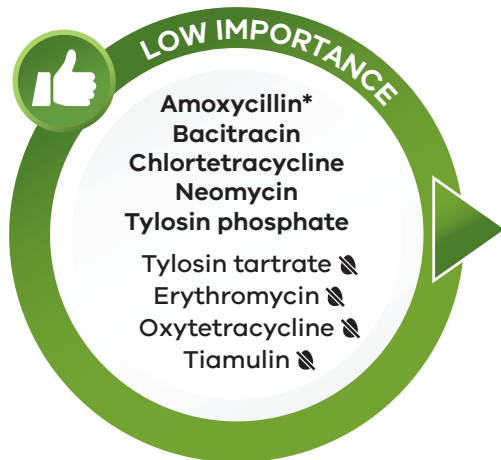 LOW IMPORTANCE
Amoxycillin*
Bacitracin
Chlortetracycline
Neomycin
Tylosin phosphate
Tylosin tartrate
Erythromycin
Oxytetracycline
Tiamulin